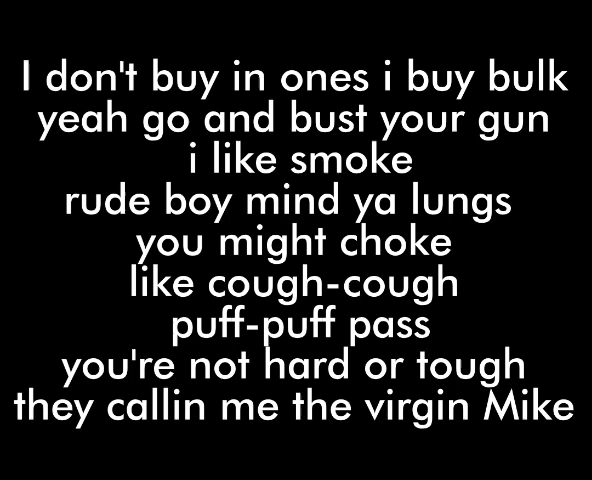 I don't buy in ones i buy bulk
yeah go and bust your gun
i like smoke
rude boy mind ya lungs
you might choke
like cough-cough
puff-puff pass
you're not hard or tough
they callin me the virgin Mike